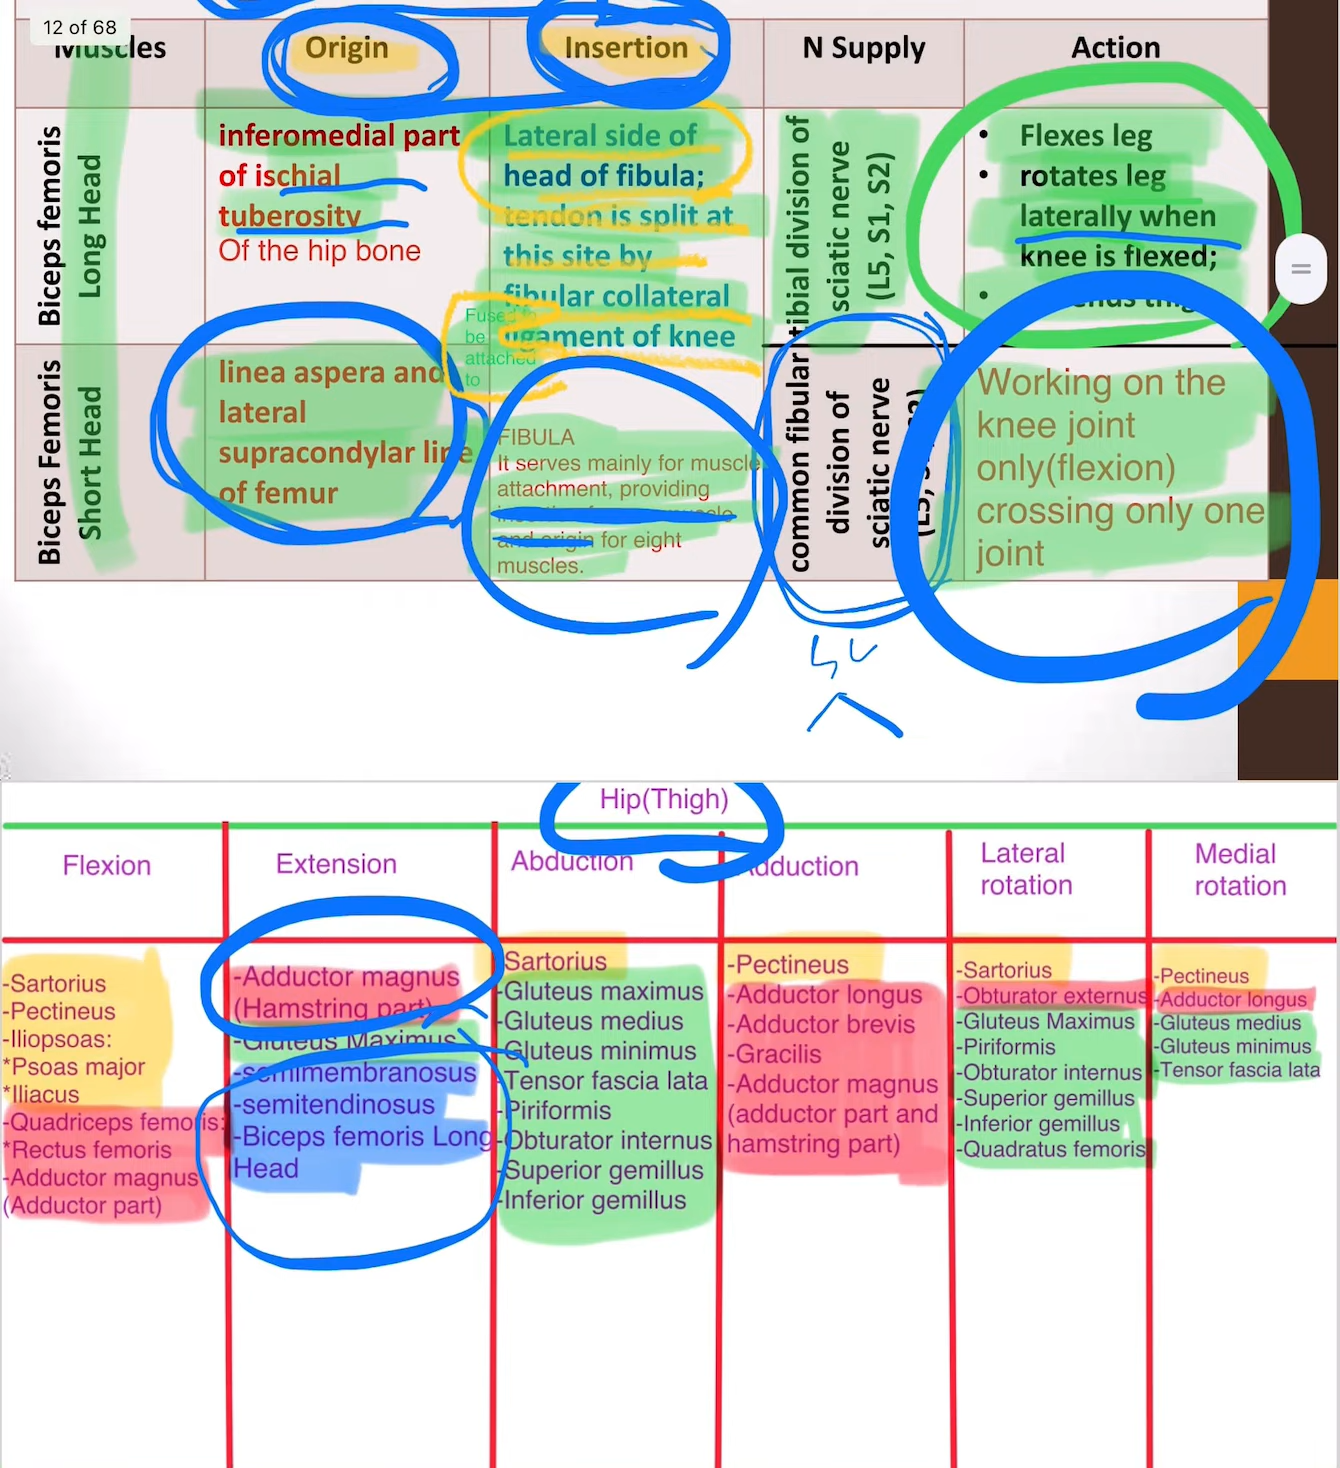 12 of 68
Muscles
Origin
Insertion
N Supply
Action
Biceps femoris
Long Head
inferomedial part
of ischial
tuberosity
Of the hip bone
Lateral side of
head of fibula;
tendon is split at
this site by
fibular collateral
ligament of knee
Fused to
be
attached
to
tibial division of
sciatic nerve
(L5, S1, S2)
• Flexes leg
• rotates leg
laterally when
knee is flexed;
•
Biceps Femoris
Short Head
linea aspera and
lateral
supracondylar line
of femur
FIBULA
It serves mainly for muscle
attachment, providing
and origin for eight
muscles.
common fibular
division of
sciatic nerve
Working on the
knee joint
only(flexion)
crossing only one
joint
Hip(Thigh)
Flexion
Extension
Abduction
Adduction
Lateral
rotation
Medial
rotation
-Sartorius
-Pectineus
-Iliopsoas:
*Psoas major
*Iliacus
-Quadriceps femoris:
*Rectus femoris
-Adductor magnus
(Adductor part)
-Adductor magnus
(Hamstring part)
-Gluteus Maximus
-semimembranosus
-semitendinosus
-Biceps femoris Long
Head
Sartorius
-Gluteus maximus
-Gluteus medius
-Gluteus minimus
-Tensor fascia lata
-Piriformis
-Obturator internus
-Superior gemillus
-Inferior gemillus
-Pectineus
-Adductor longus
-Adductor brevis
-Gracilis
-Adductor magnus
(adductor part and
hamstring part)
-Sartorius
-Obturator externus
-Gluteus Maximus
-Piriformis
-Obturator internus
-Superior gemillus
-Inferior gemillus
-Quadratus femoris
-Pectineus
-Adductor longus
-Gluteus medius
-Gluteus minimus
-Tensor fascia lata